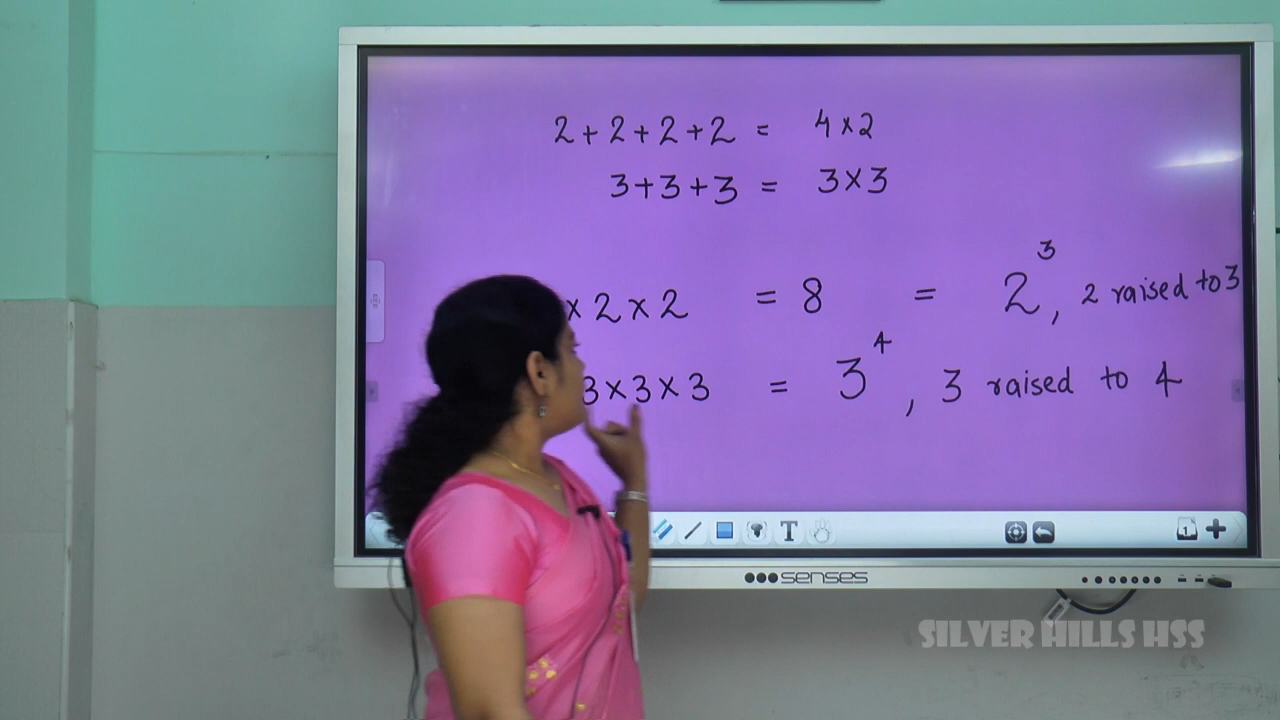 2+2+2+2 = 4×2
3+3+3 = 3×3
×2×2 = 8 = 2³, 2 raised to 3
3×3×3 = 3⁴, 3 raised to 4
T
1
senses
SILVER HILLS HSS